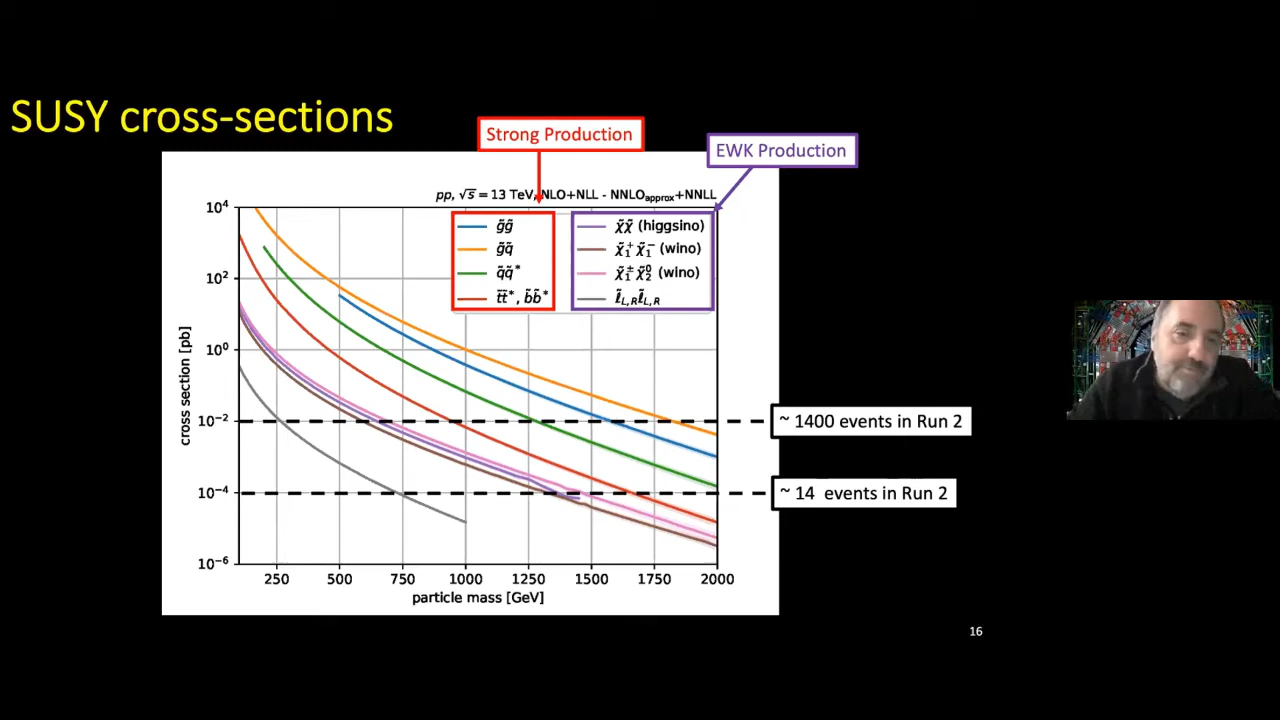 SUSY cross-sections
Strong Production
EWK Production
pp, √s = 13 TeV, NLO+NLL - NNLOapprox+NNLL
g̃g̃
g̃q̃
q̃q̃*
t̃t̃*, b̃b̃*
χ̃χ̃ (higgsino)
χ̃₁⁺χ̃₁⁻ (wino)
χ̃₁±χ̃₂⁰ (wino)
ℓ̃L,Rℓ̃L,R
cross section [pb]
10⁴
10²
10⁰
10⁻²
10⁻⁴
10⁻⁶
~ 1400 events in Run 2
~ 14 events in Run 2
250 500 750 1000 1250 1500 1750 2000
particle mass [GeV]
16